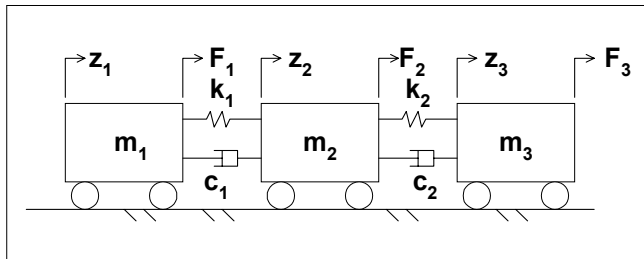 z₁ F₁ z₂ F₂ z₃ F₃
k₁ k₂
m₁ m₂ m₃
c₁ c₂